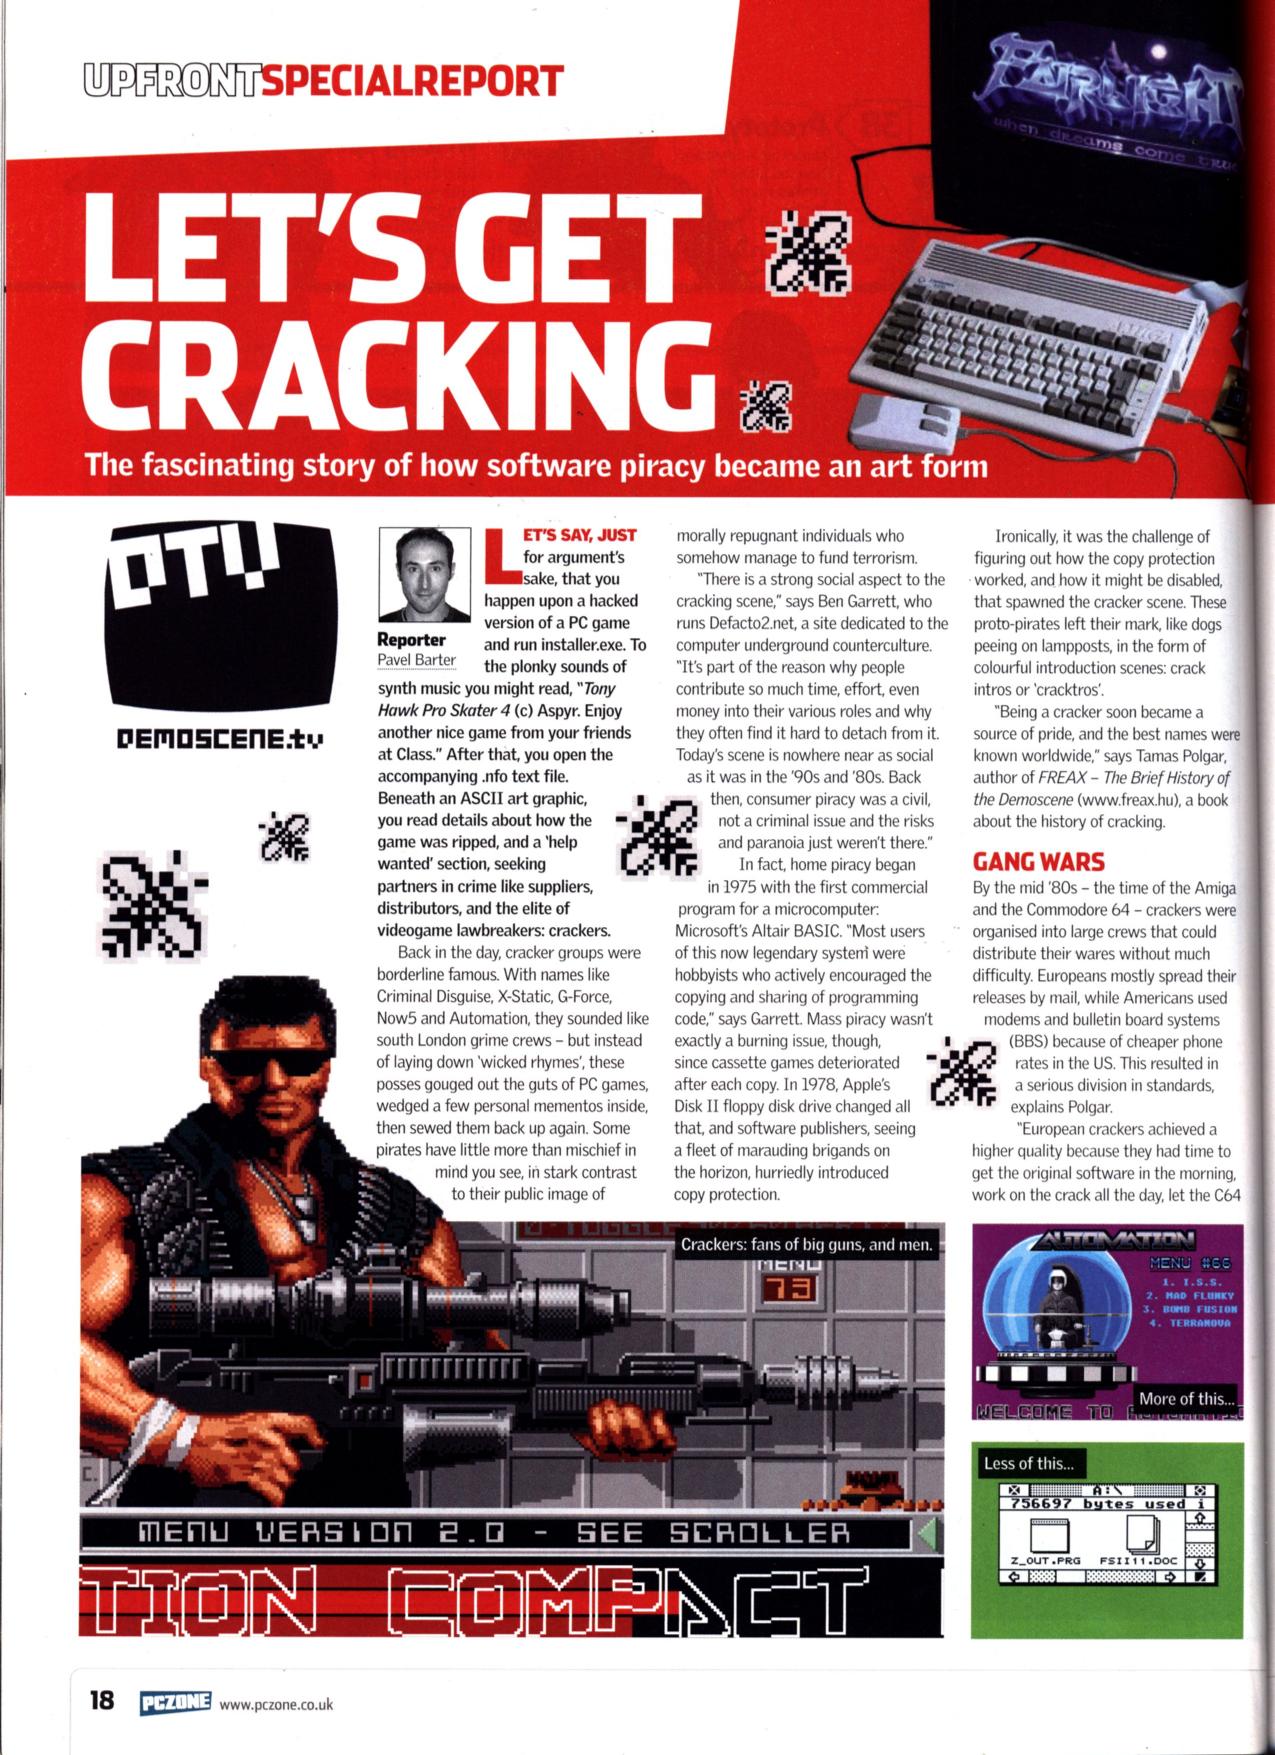 UPFRONTSPECIALREPORT
FAIRLIGHT
when dreams come true
LET'S GET
CRACKING
The fascinating story of how software piracy became an art form
DTV
DEMOSCENE.tv
Reporter
Pavel Barter
LET'S SAY, JUST
for argument's
sake, that you
happen upon a hacked
version of a PC game
and run installer.exe. To
the plonky sounds of
synth music you might read, "Tony
Hawk Pro Skater 4 (c) Aspyr. Enjoy
another nice game from your friends
at Class." After that, you open the
accompanying .nfo text file.
Beneath an ASCII art graphic,
you read details about how the
game was ripped, and a 'help
wanted' section, seeking
partners in crime like suppliers,
distributors, and the elite of
videogame lawbreakers: crackers.
Back in the day, cracker groups were
borderline famous. With names like
Criminal Disguise, X-Static, G-Force,
Now5 and Automation, they sounded like
south London grime crews – but instead
of laying down 'wicked rhymes', these
posses gouged out the guts of PC games,
wedged a few personal mementos inside,
then sewed them back up again. Some
pirates have little more than mischief in
mind you see, in stark contrast
to their public image of
morally repugnant individuals who
somehow manage to fund terrorism.
"There is a strong social aspect to the
cracking scene," says Ben Garrett, who
runs Defacto2.net, a site dedicated to the
computer underground counterculture.
"It's part of the reason why people
contribute so much time, effort, even
money into their various roles and why
they often find it hard to detach from it.
Today's scene is nowhere near as social
as it was in the '90s and '80s. Back
then, consumer piracy was a civil,
not a criminal issue and the risks
and paranoia just weren't there."
In fact, home piracy began
in 1975 with the first commercial
program for a microcomputer:
Microsoft's Altair BASIC. "Most users
of this now legendary system were
hobbyists who actively encouraged the
copying and sharing of programming
code," says Garrett. Mass piracy wasn't
exactly a burning issue, though,
since cassette games deteriorated
after each copy. In 1978, Apple's
Disk II floppy disk drive changed all
that, and software publishers, seeing
a fleet of marauding brigands on
the horizon, hurriedly introduced
copy protection.
Ironically, it was the challenge of
figuring out how the copy protection
worked, and how it might be disabled,
that spawned the cracker scene. These
proto-pirates left their mark, like dogs
peeing on lampposts, in the form of
colourful introduction scenes: crack
intros or 'cracktros'.
"Being a cracker soon became a
source of pride, and the best names were
known worldwide," says Tamas Polgar,
author of FREAX – The Brief History of
the Demoscene (www.freax.hu), a book
about the history of cracking.
GANG WARS
By the mid '80s – the time of the Amiga
and the Commodore 64 – crackers were
organised into large crews that could
distribute their wares without much
difficulty. Europeans mostly spread their
releases by mail, while Americans used
modems and bulletin board systems
(BBS) because of cheaper phone
rates in the US. This resulted in
a serious division in standards,
explains Polgar.
"European crackers achieved a
higher quality because they had time to
get the original software in the morning,
work on the crack all the day, let the C64
Crackers: fans of big guns, and men.
MENU
73
MENU VERSION 2.0 - SEE SCROLLER
TION COMPACT
AUTOMATION
MENU #66
1. I.S.S.
2. MAD FLUNKY
3. BOMB FUSION
4. TERRANOVA
More of this...
WELCOME TO
Less of this...
A:\
756697 bytes used i
Z_OUT.PRG FSII11.DOC
18 PCZONE www.pczone.co.uk